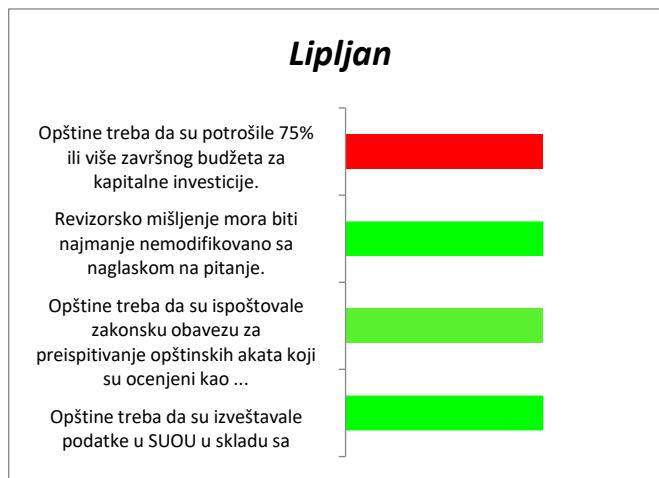 Lipljan
Opštine treba da su potrošile 75%
ili više završnog budžeta za
kapitalne investicije.
Revizorsko mišljenje mora biti
najmanje nemodifikovano sa
naglaskom na pitanje.
Opštine treba da su ispoštovale
zakonsku obavezu za
preispitivanje opštinskih akata koji
su ocenjeni kao ...
Opštine treba da su izveštavale
podatke u SUOU u skladu sa